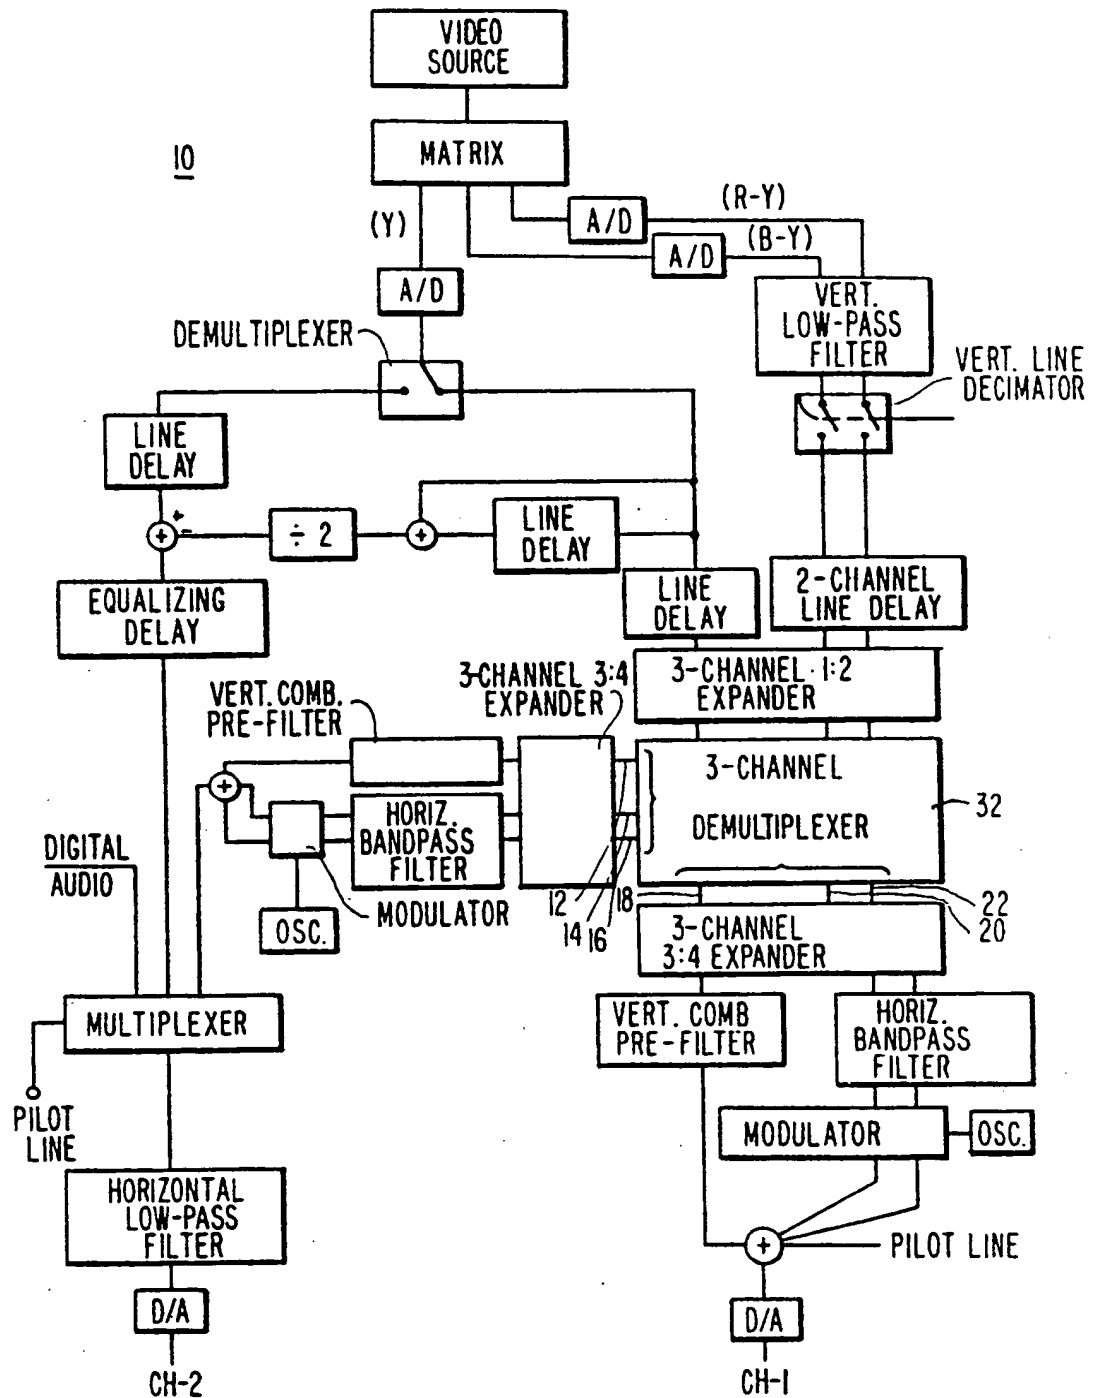 VIDEO
SOURCE
10
MATRIX
(Y)
A/D
(R-Y)
A/D
(B-Y)
A/D
DEMULTIPLEXER
VERT.
LOW-PASS
FILTER
VERT. LINE
DECIMATOR
LINE
DELAY
+
-
+
÷ 2
+
LINE
DELAY
EQUALIZING
DELAY
LINE
DELAY
2-CHANNEL
LINE DELAY
3-CHANNEL 1:2
EXPANDER
3-CHANNEL 3:4
EXPANDER
VERT. COMB.
PRE-FILTER
3-CHANNEL
DEMULTIPLEXER
32
+
HORIZ.
BANDPASS
FILTER
DIGITAL
AUDIO
MODULATOR
OSC.
12
14
16
18
22
20
3-CHANNEL
3:4 EXPANDER
MULTIPLEXER
VERT. COMB
PRE-FILTER
HORIZ.
BANDPASS
FILTER
PILOT
LINE
MODULATOR
OSC.
HORIZONTAL
LOW-PASS
FILTER
+
PILOT LINE
D/A
D/A
CH-2
CH-1